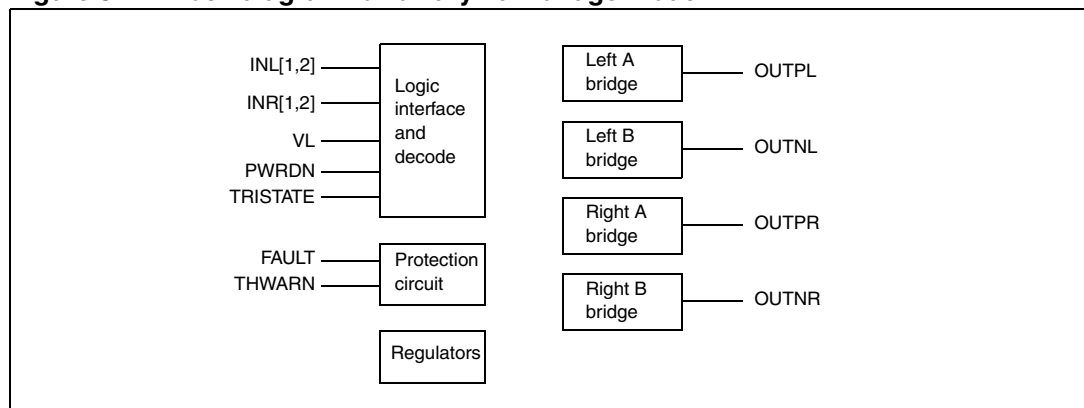 INL[1,2]
INR[1,2]
VL
PWRDN
TRISTATE
Logic
interface
and
decode
FAULT
THWARN
Protection
circuit
Regulators
Left A
bridge
OUTPL
Left B
bridge
OUTNL
Right A
bridge
OUTPR
Right B
bridge
OUTNR